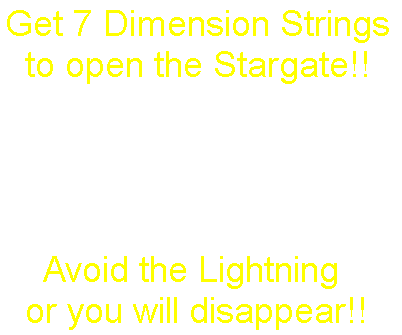 Get 7 Dimension Strings
to open the Stargate!!
Avoid the Lightning
or you will disappear!!